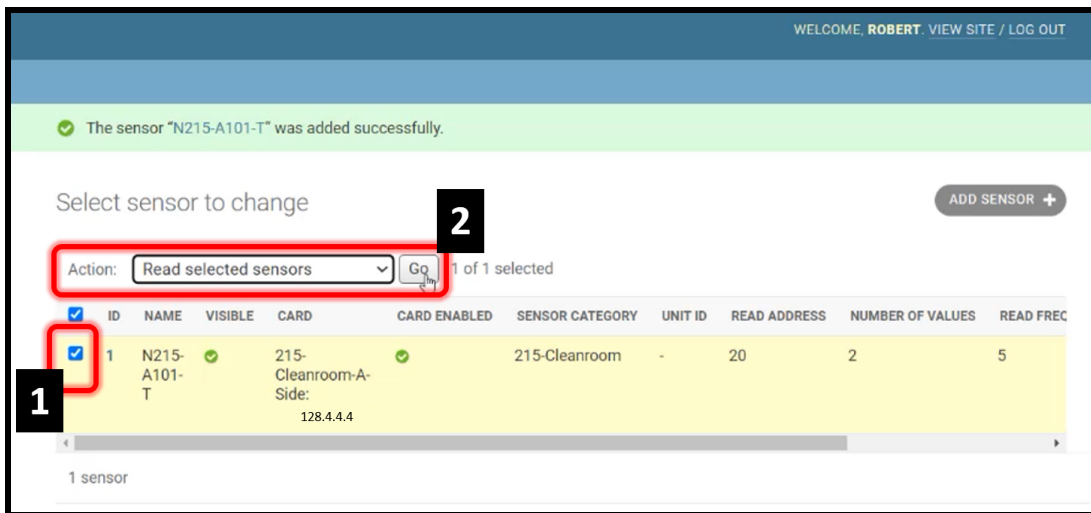 WELCOME, ROBERT. VIEW SITE / LOG OUT
The sensor “N215-A101-T” was added successfully.
Select sensor to change
ADD SENSOR +
2
Action: Read selected sensors Go 1 of 1 selected
ID NAME VISIBLE CARD CARD ENABLED SENSOR CATEGORY UNIT ID READ ADDRESS NUMBER OF VALUES READ FREQ
1 N215- 215- 215-Cleanroom - 20 2 5
A101- Cleanroom-A-
T Side:
1
128.4.4.4
1 sensor